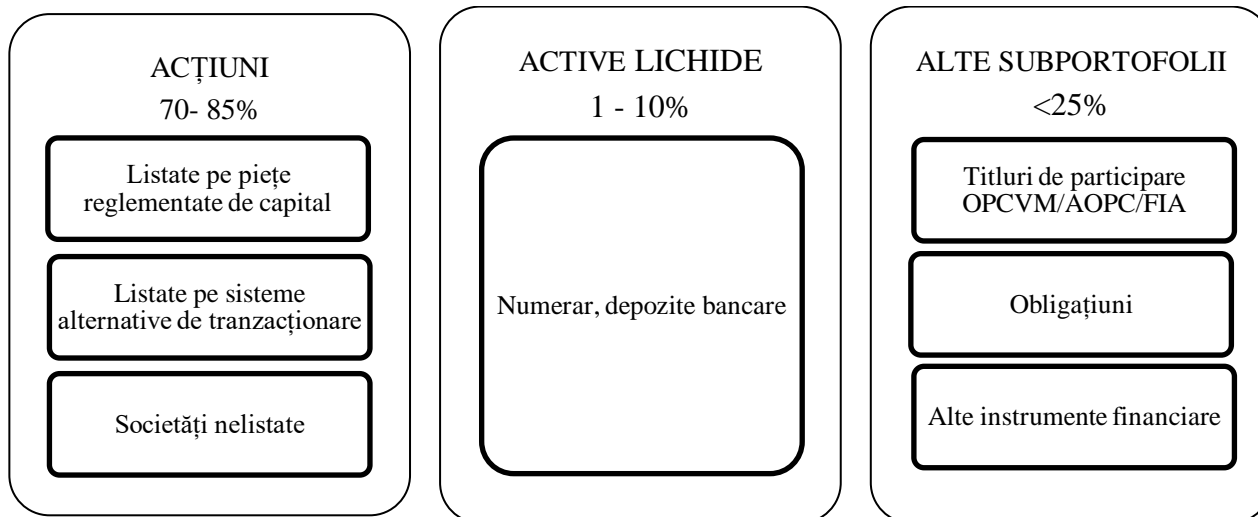 ACȚIUNI
70- 85%
Listate pe piețe
reglementate de capital
Listate pe sisteme
alternative de tranzacționare
Societăți nelistate
ACTIVE LICHIDE
1 - 10%
Numerar, depozite bancare
ALTE SUBPORTOFOLII
<25%
Titluri de participare
OPCVM/AOPC/FIA
Obligațiuni
Alte instrumente financiare